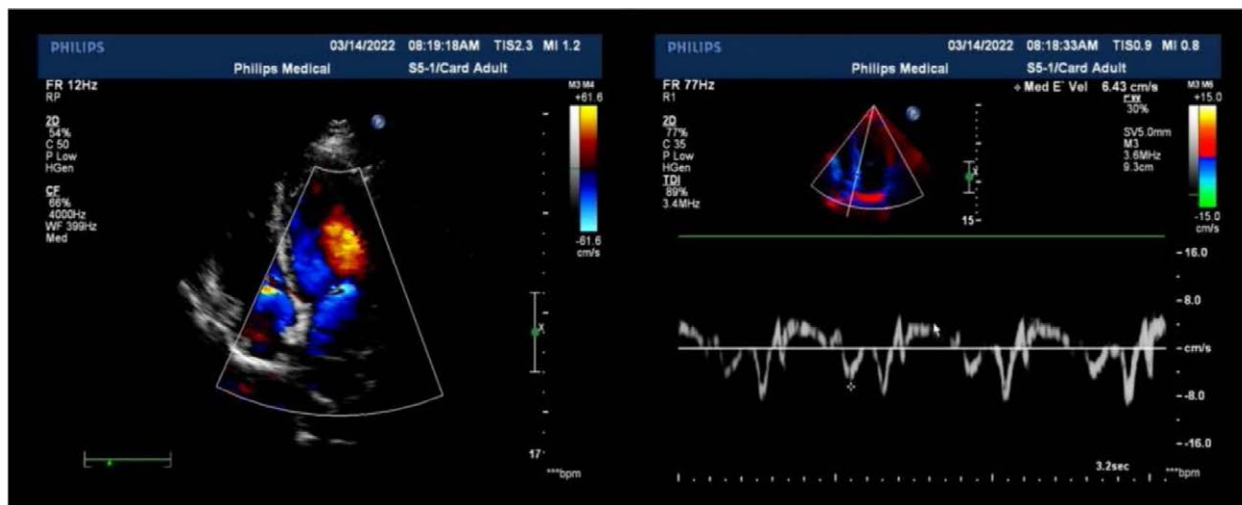 PHILIPS 03/14/2022 08:19:18AM TIS2.3 MI 1.2
Philips Medical S5-1/Card Adult
FR 12Hz
RP
2D
54%
C 50
P Low
HGen
CF
66%
4000Hz
WF 399Hz
Med
M3 M4
+61.6
-61.6
cm/s
X
17
***bpm
PHILIPS 03/14/2022 08:18:33AM TIS0.9 MI 0.8
Philips Medical S5-1/Card Adult
FR 77Hz
R1
Med E' Vel 6.43 cm/s
2D
77%
C 35
P Low
HGen
TDI
89%
3.4MHz
PW
30%
SV5.0mm
M3
3.6MHz
9.3cm
M3 M6
+15.0
-15.0
cm/s
X
15
-16.0
-8.0
-cm/s
--8.0
--16.0
3.2sec
***bpm